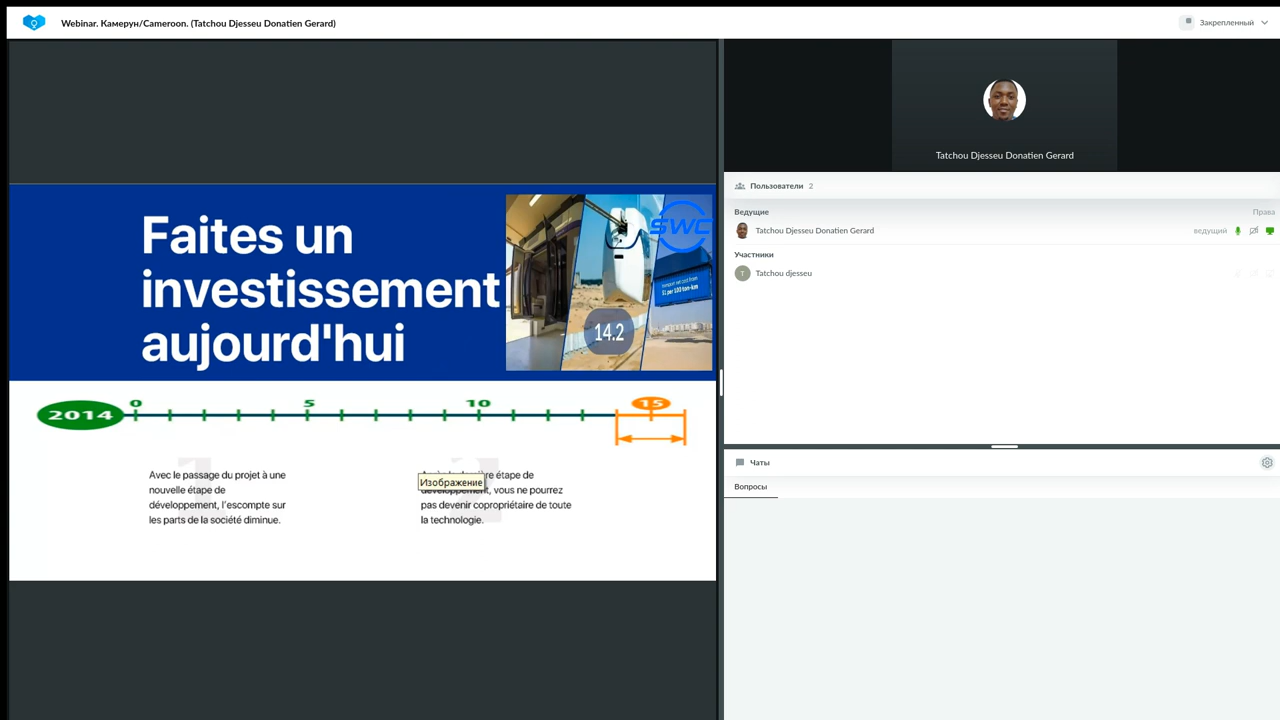 Webinar. Камерун/Cameroon. (Tatchou Djesseu Donatien Gerard)
Закрепленный
Faites un
investissement
aujourd'hui
SWC
14.2
2014 0 5 10 15
Avec le passage du projet à une
nouvelle étape de
développement, l'escompte sur
les parts de la société diminue.
étape de
Изображение
vous ne pourrez
pas devenir copropriétaire de toute
la technologie.
Tatchou Djesseu Donatien Gerard
Пользователи 2
Ведущие Права
Tatchou Djesseu Donatien Gerard ведущий
Участники
T Tatchou djesseu
Чаты
Вопросы